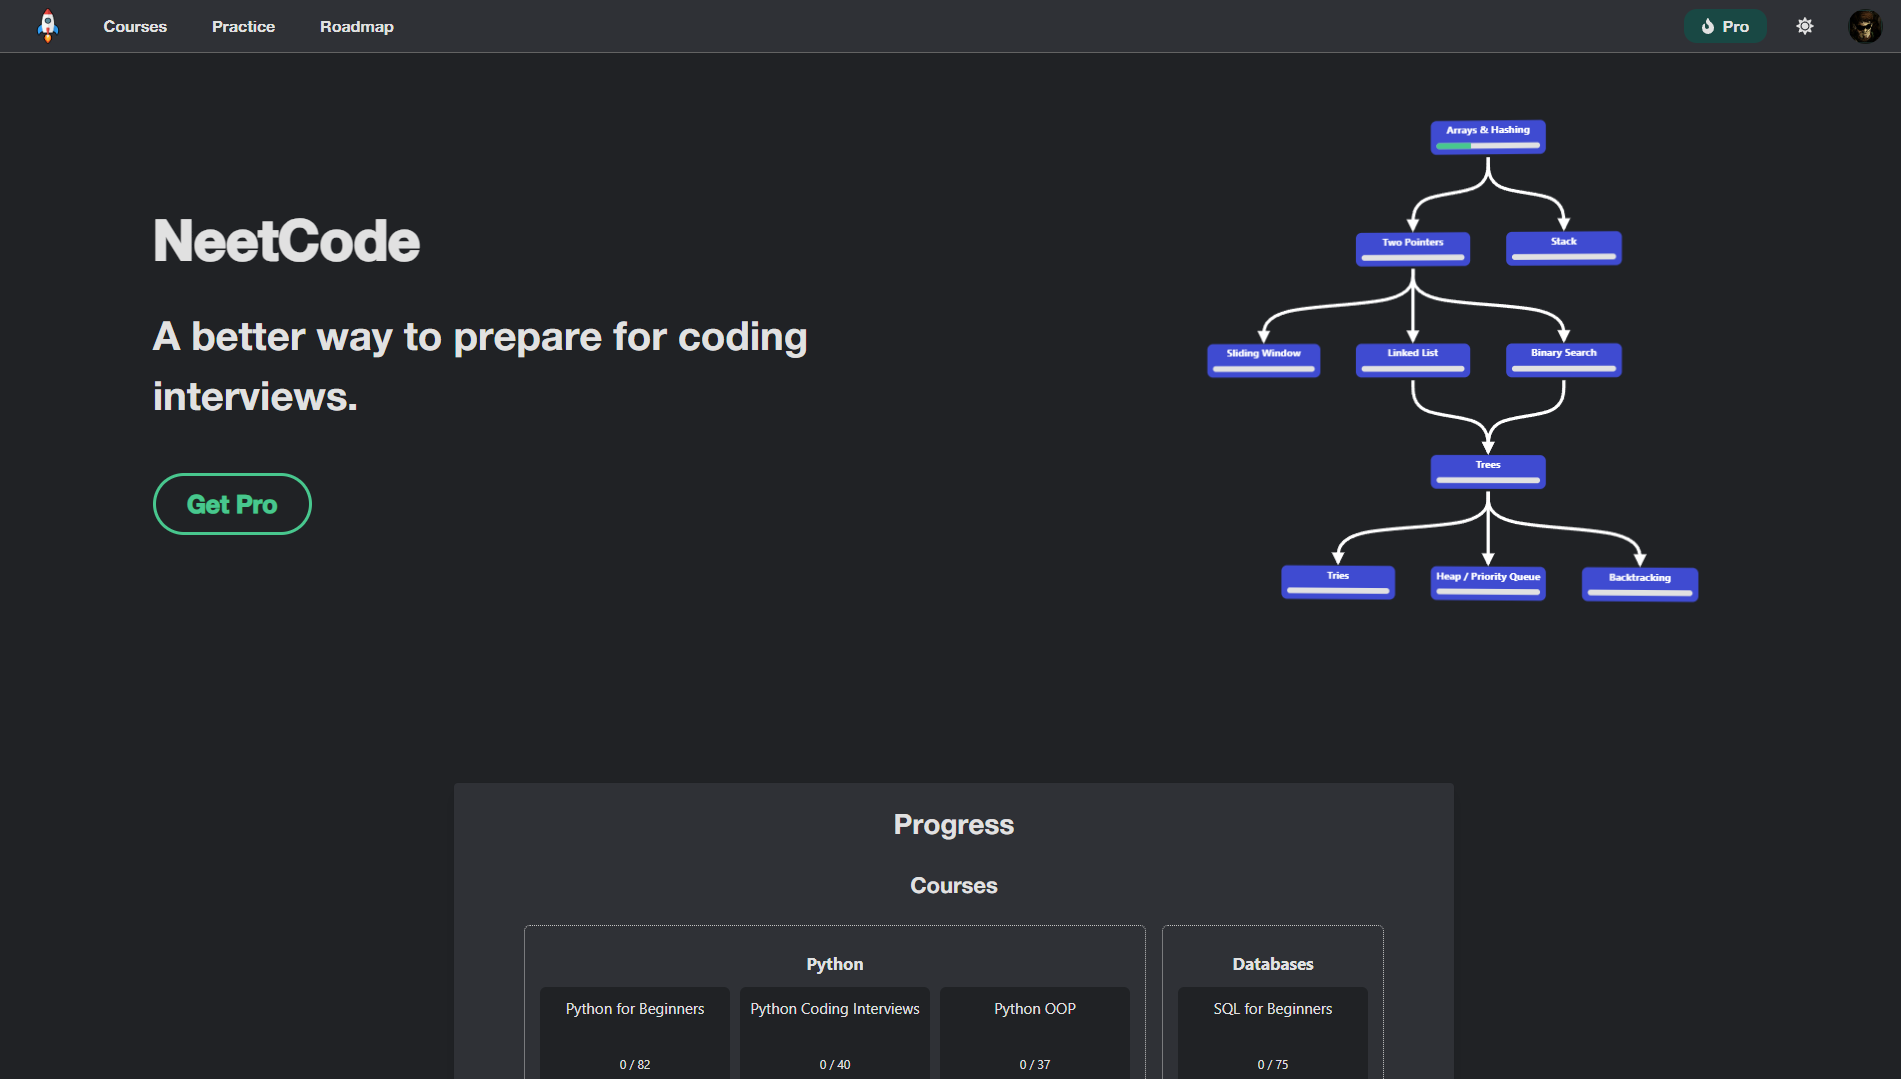 Courses
Practice
Roadmap
Pro
NeetCode
A better way to prepare for coding
interviews.
Get Pro
Arrays & Hashing
Two Pointers
Stack
Sliding Window
Linked List
Binary Search
Trees
Tries
Heap / Priority Queue
Backtracking
Progress
Courses
Python
Python for Beginners
0 / 82
Python Coding Interviews
0 / 40
Python OOP
0 / 37
Databases
SQL for Beginners
0 / 75